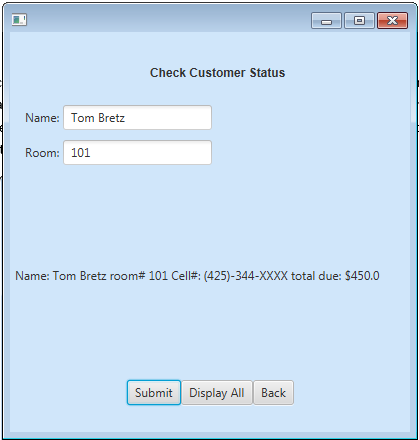 Check Customer Status
Name: Tom Bretz
Room: 101
Name: Tom Bretz room# 101 Cell#: (425)-344-XXXX total due: $450.0
Submit Display All Back